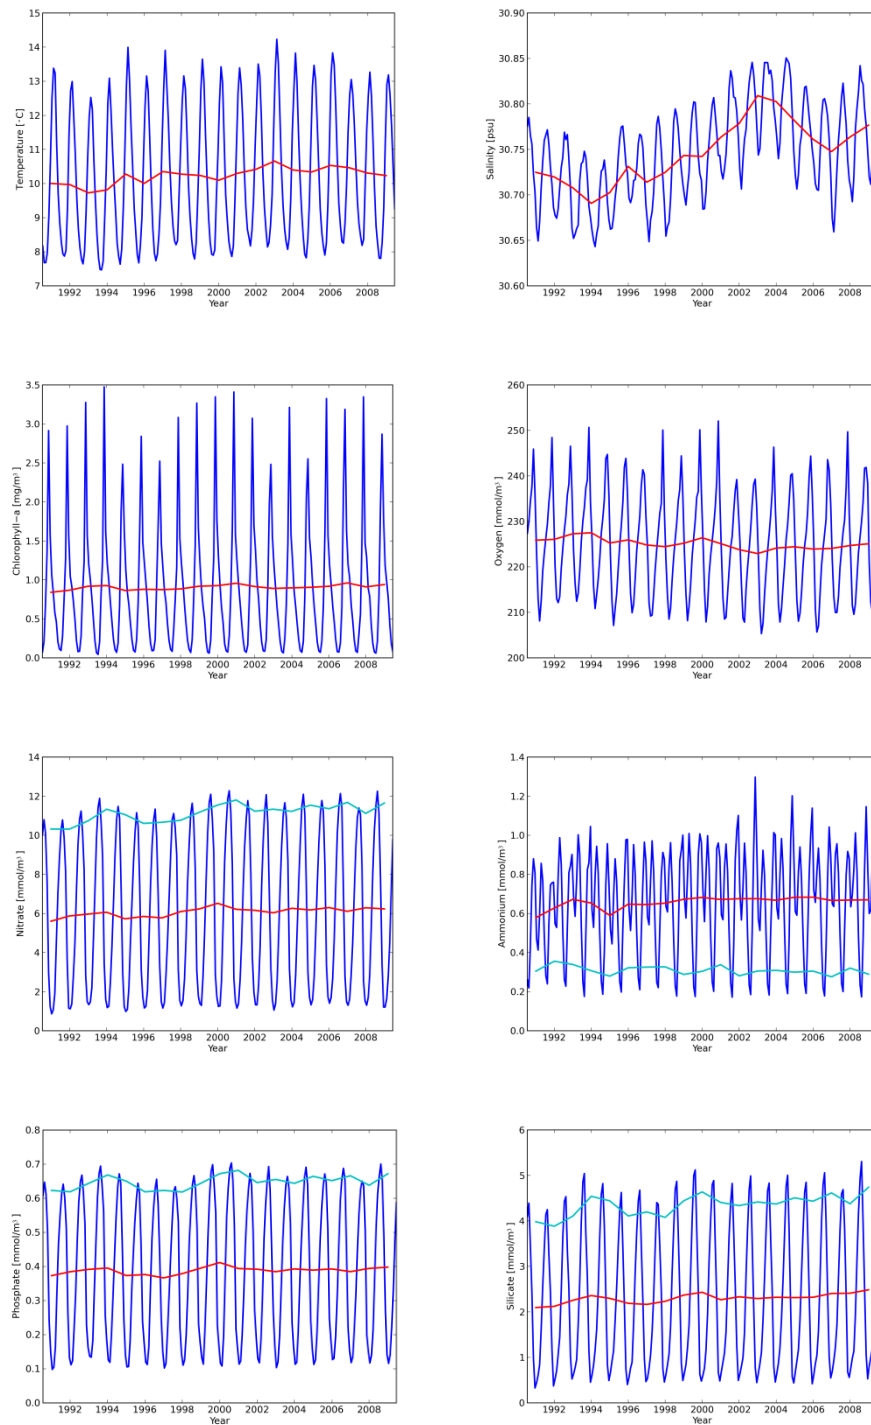 15
14
13
12
11
10
9
8
7
Temperature [◦C]
1992 1994 1996 1998 2000 2002 2004 2006 2008
Year
30.90
30.85
30.80
30.75
30.70
30.65
30.60
Salinity [psu]
1992 1994 1996 1998 2000 2002 2004 2006 2008
Year
3.5
3.0
2.5
2.0
1.5
1.0
0.5
0.0
Chlorophyll−a [mg/m³ ]
1992 1994 1996 1998 2000 2002 2004 2006 2008
Year
260
250
240
230
220
210
200
Oxygen [mmol/m³ ]
1992 1994 1996 1998 2000 2002 2004 2006 2008
Year
14
12
10
8
6
4
2
0
Nitrate [mmol/m³ ]
1992 1994 1996 1998 2000 2002 2004 2006 2008
Year
1.4
1.2
1.0
0.8
0.6
0.4
0.2
0.0
Ammonium [mmol/m³ ]
1992 1994 1996 1998 2000 2002 2004 2006 2008
Year
0.8
0.7
0.6
0.5
0.4
0.3
0.2
0.1
0.0
Phosphate [mmol/m³ ]
1992 1994 1996 1998 2000 2002 2004 2006 2008
Year
6
5
4
3
2
1
0
Silicate [mmol/m³ ]
1992 1994 1996 1998 2000 2002 2004 2006 2008
Year